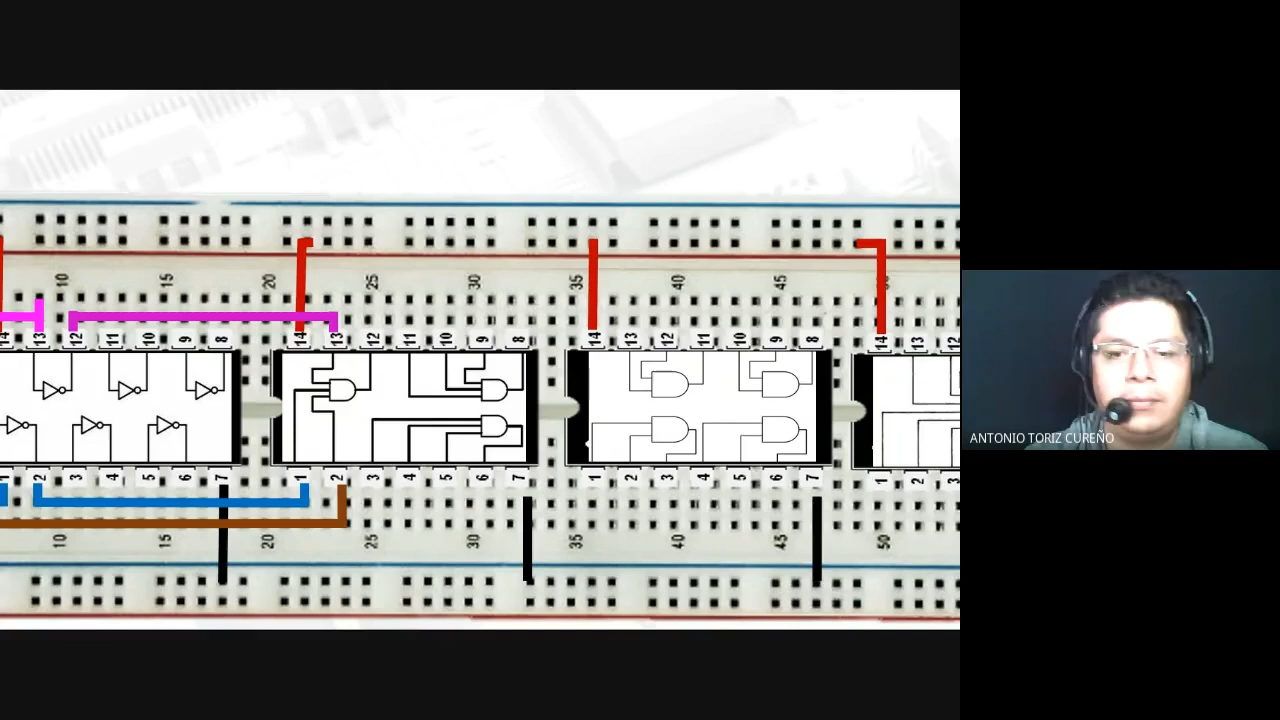 10 15 20 25 30 35 40 45 50
14 13 12 11 10 9 8 14 13 12 11 10 9 8 14 13 12 11 10 9 8 14 13 12
1 2 3 4 5 6 7 1 2 3 4 5 6 7 1 2 3 4 5 6 7 1 2 3
10 15 20 25 30 35 40 45 50
ANTONIO TORIZ CUREÑO